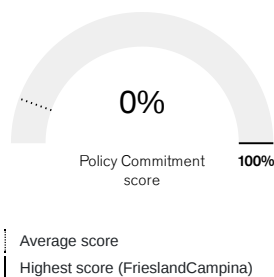 0%
Policy Commitment
score
100%
Average score
Highest score (FrieslandCampina)